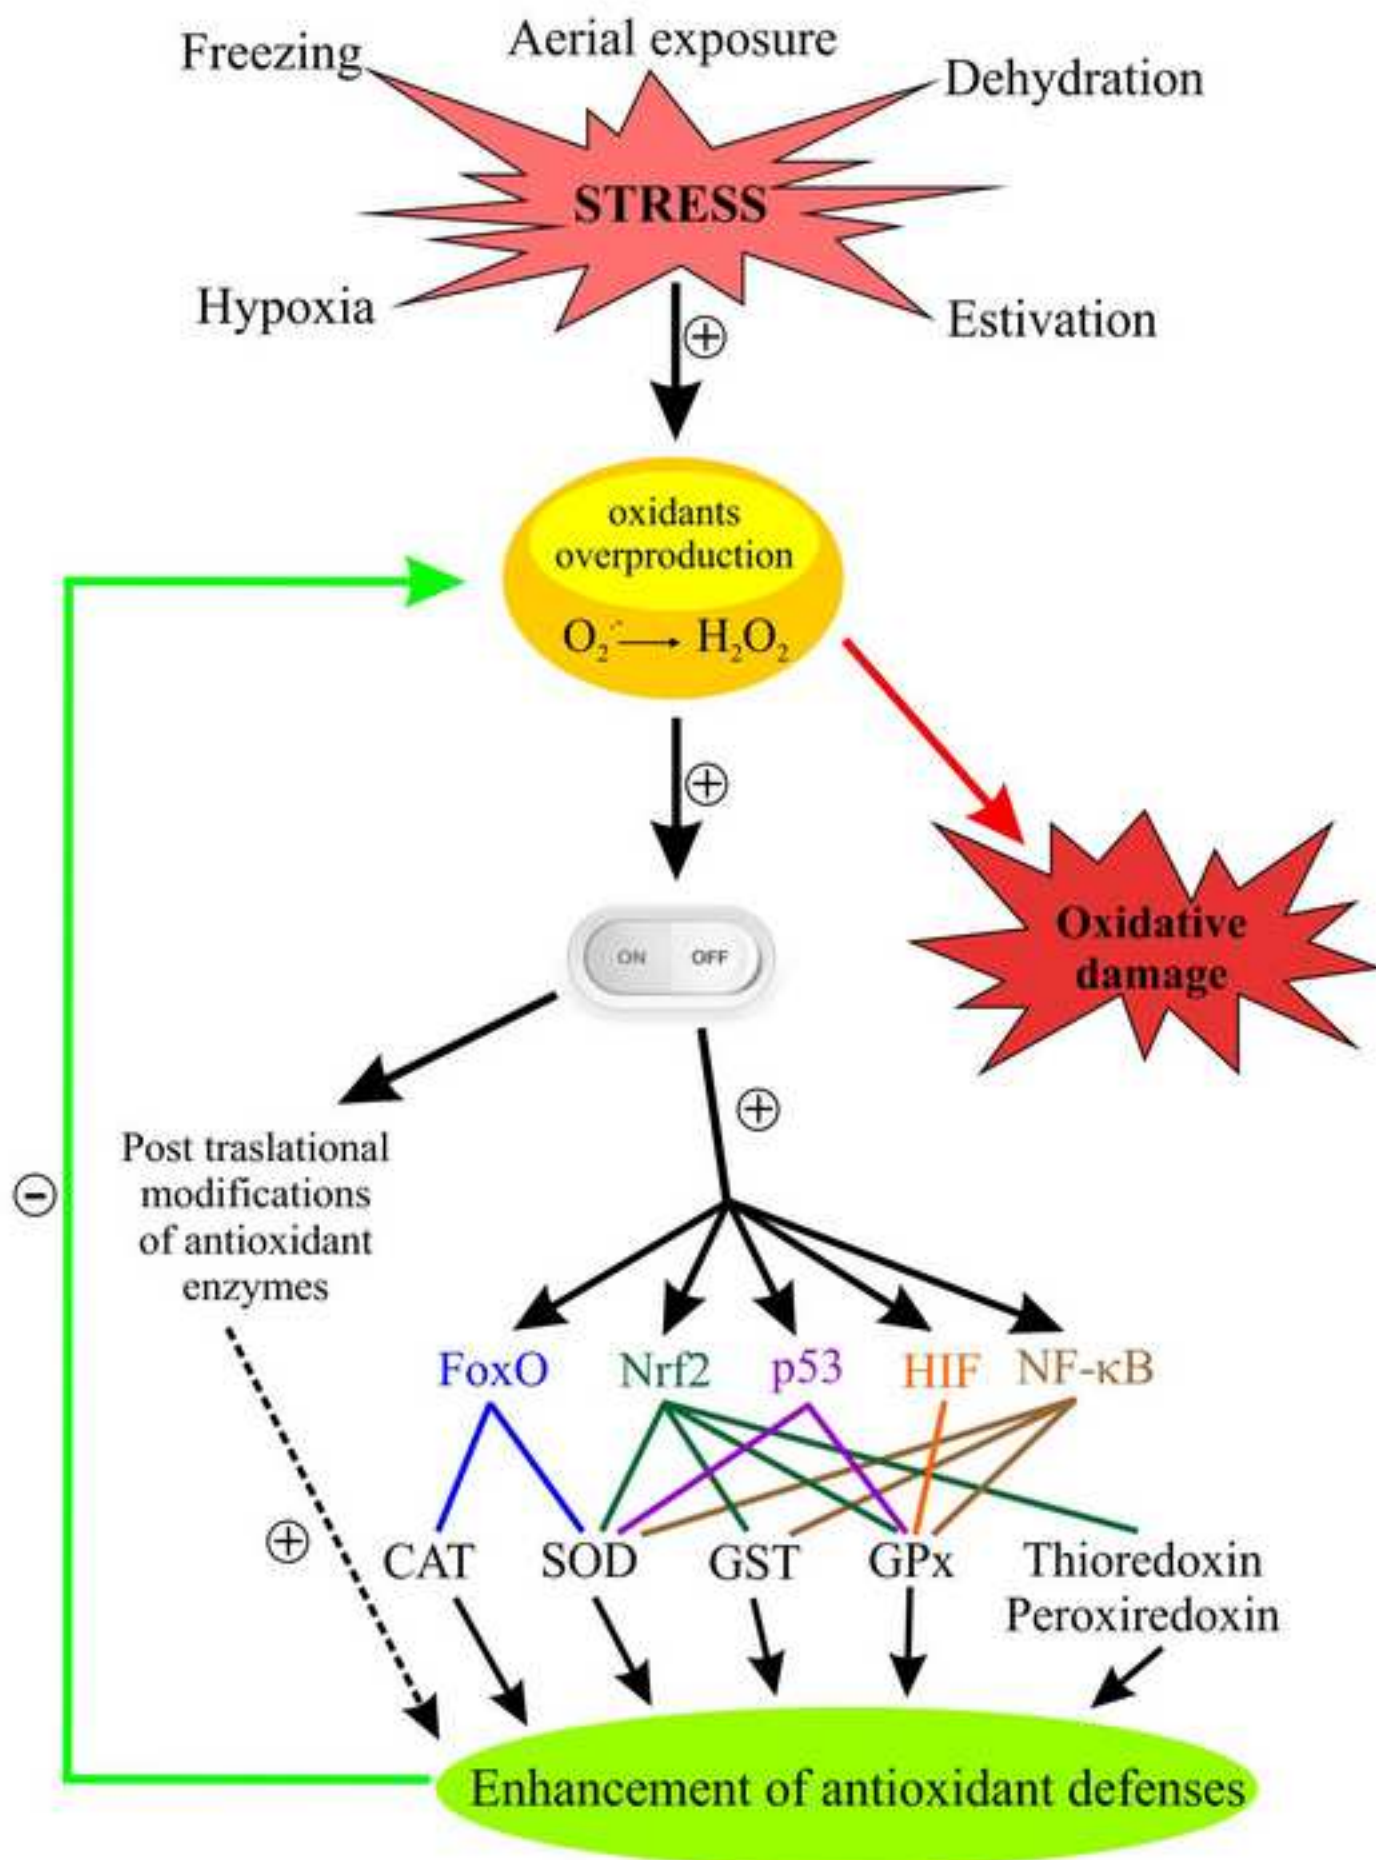 Freezing
Aerial exposure
Dehydration
STRESS
Hypoxia
Estivation
+
oxidants
overproduction
O₂·⁻ → H₂O₂
+
ON OFF
Oxidative
damage
+
Post traslational
modifications
of antioxidant
enzymes
-
FoxO Nrf2 p53 HIF NF-κB
+
CAT SOD GST GPx Thioredoxin
Peroxiredoxin
Enhancement of antioxidant defenses